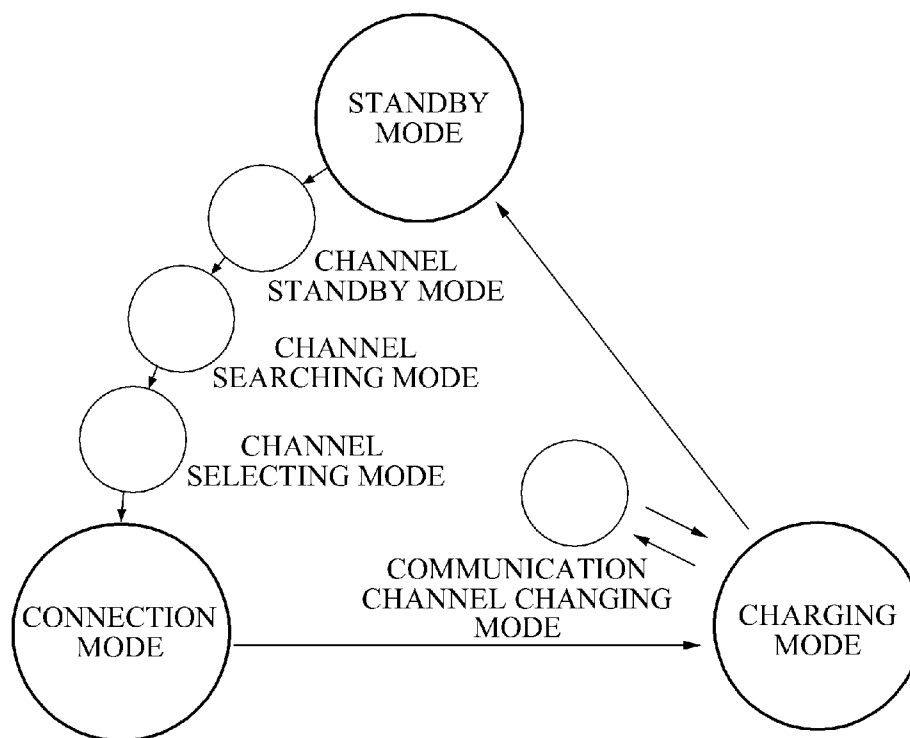 STANDBY
MODE
CHANNEL
STANDBY MODE
CHANNEL
SEARCHING MODE
CHANNEL
SELECTING MODE
COMMUNICATION
CHANNEL CHANGING
MODE
CONNECTION
MODE
CHARGING
MODE